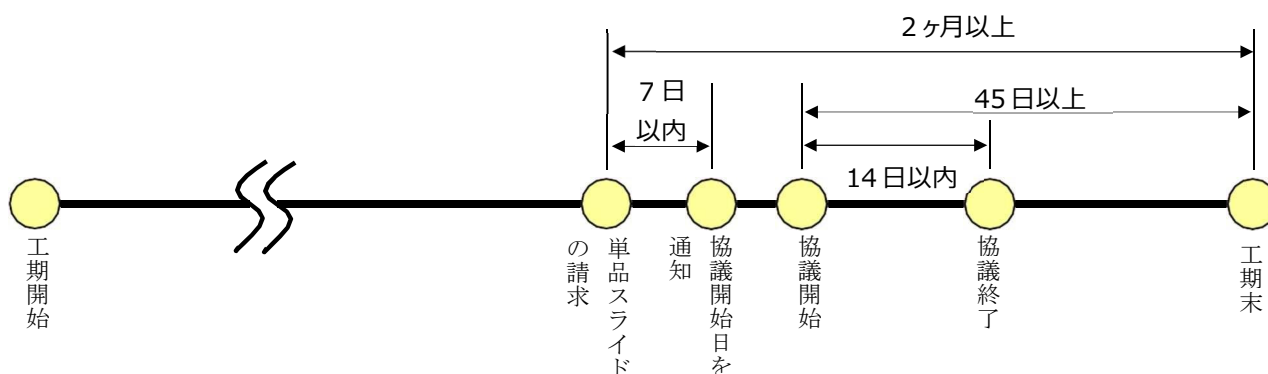 2ヶ月以上
7日
以内
45日以上
14日以内
工期開始
単品スライド
の請求
協議開始日を
通知
協議開始
協議終了
工期末